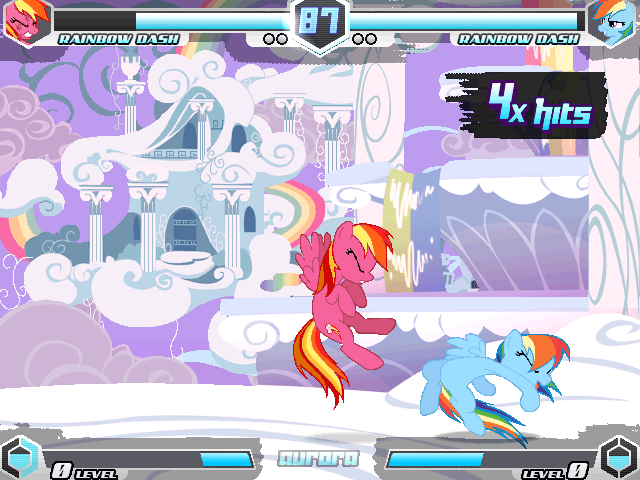 87
RAINBOW DASH
RAINBOW DASH
4x hits
0 LEVEL
aurora
LEVEL 0